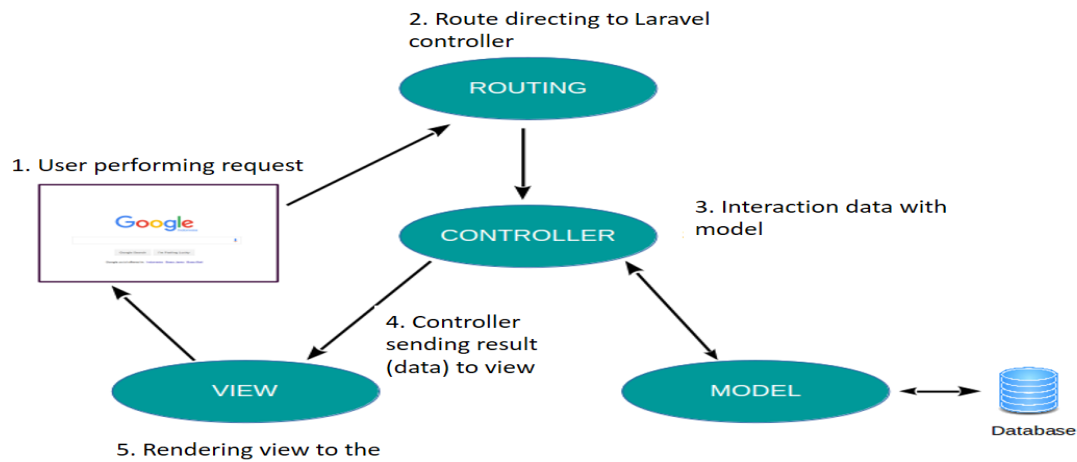 2. Route directing to Laravel
controller
ROUTING
1. User performing request
Google
CONTROLLER
3. Interaction data with
model
4. Controller
sending result
(data) to view
VIEW
MODEL
Database
5. Rendering view to the